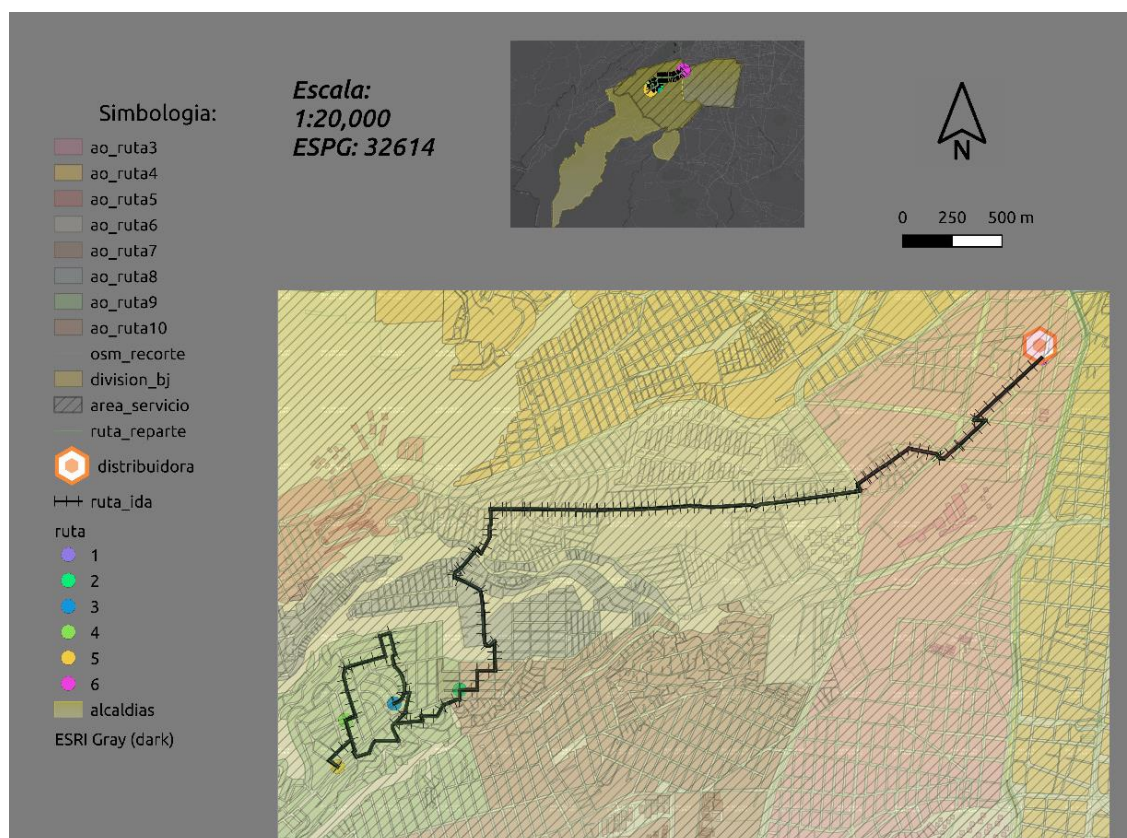 Simbologia:
ao_ruta3
ao_ruta4
ao_ruta5
ao_ruta6
ao_ruta7
ao_ruta8
ao_ruta9
ao_ruta10
osm_recorte
division_bj
area_servicio
ruta_reparte
distribuidora
ruta_ida
ruta
1
2
3
4
5
6
alcaldias
ESRI Gray (dark)
Escala:
1:20,000
ESPG: 32614
N
0 250 500 m